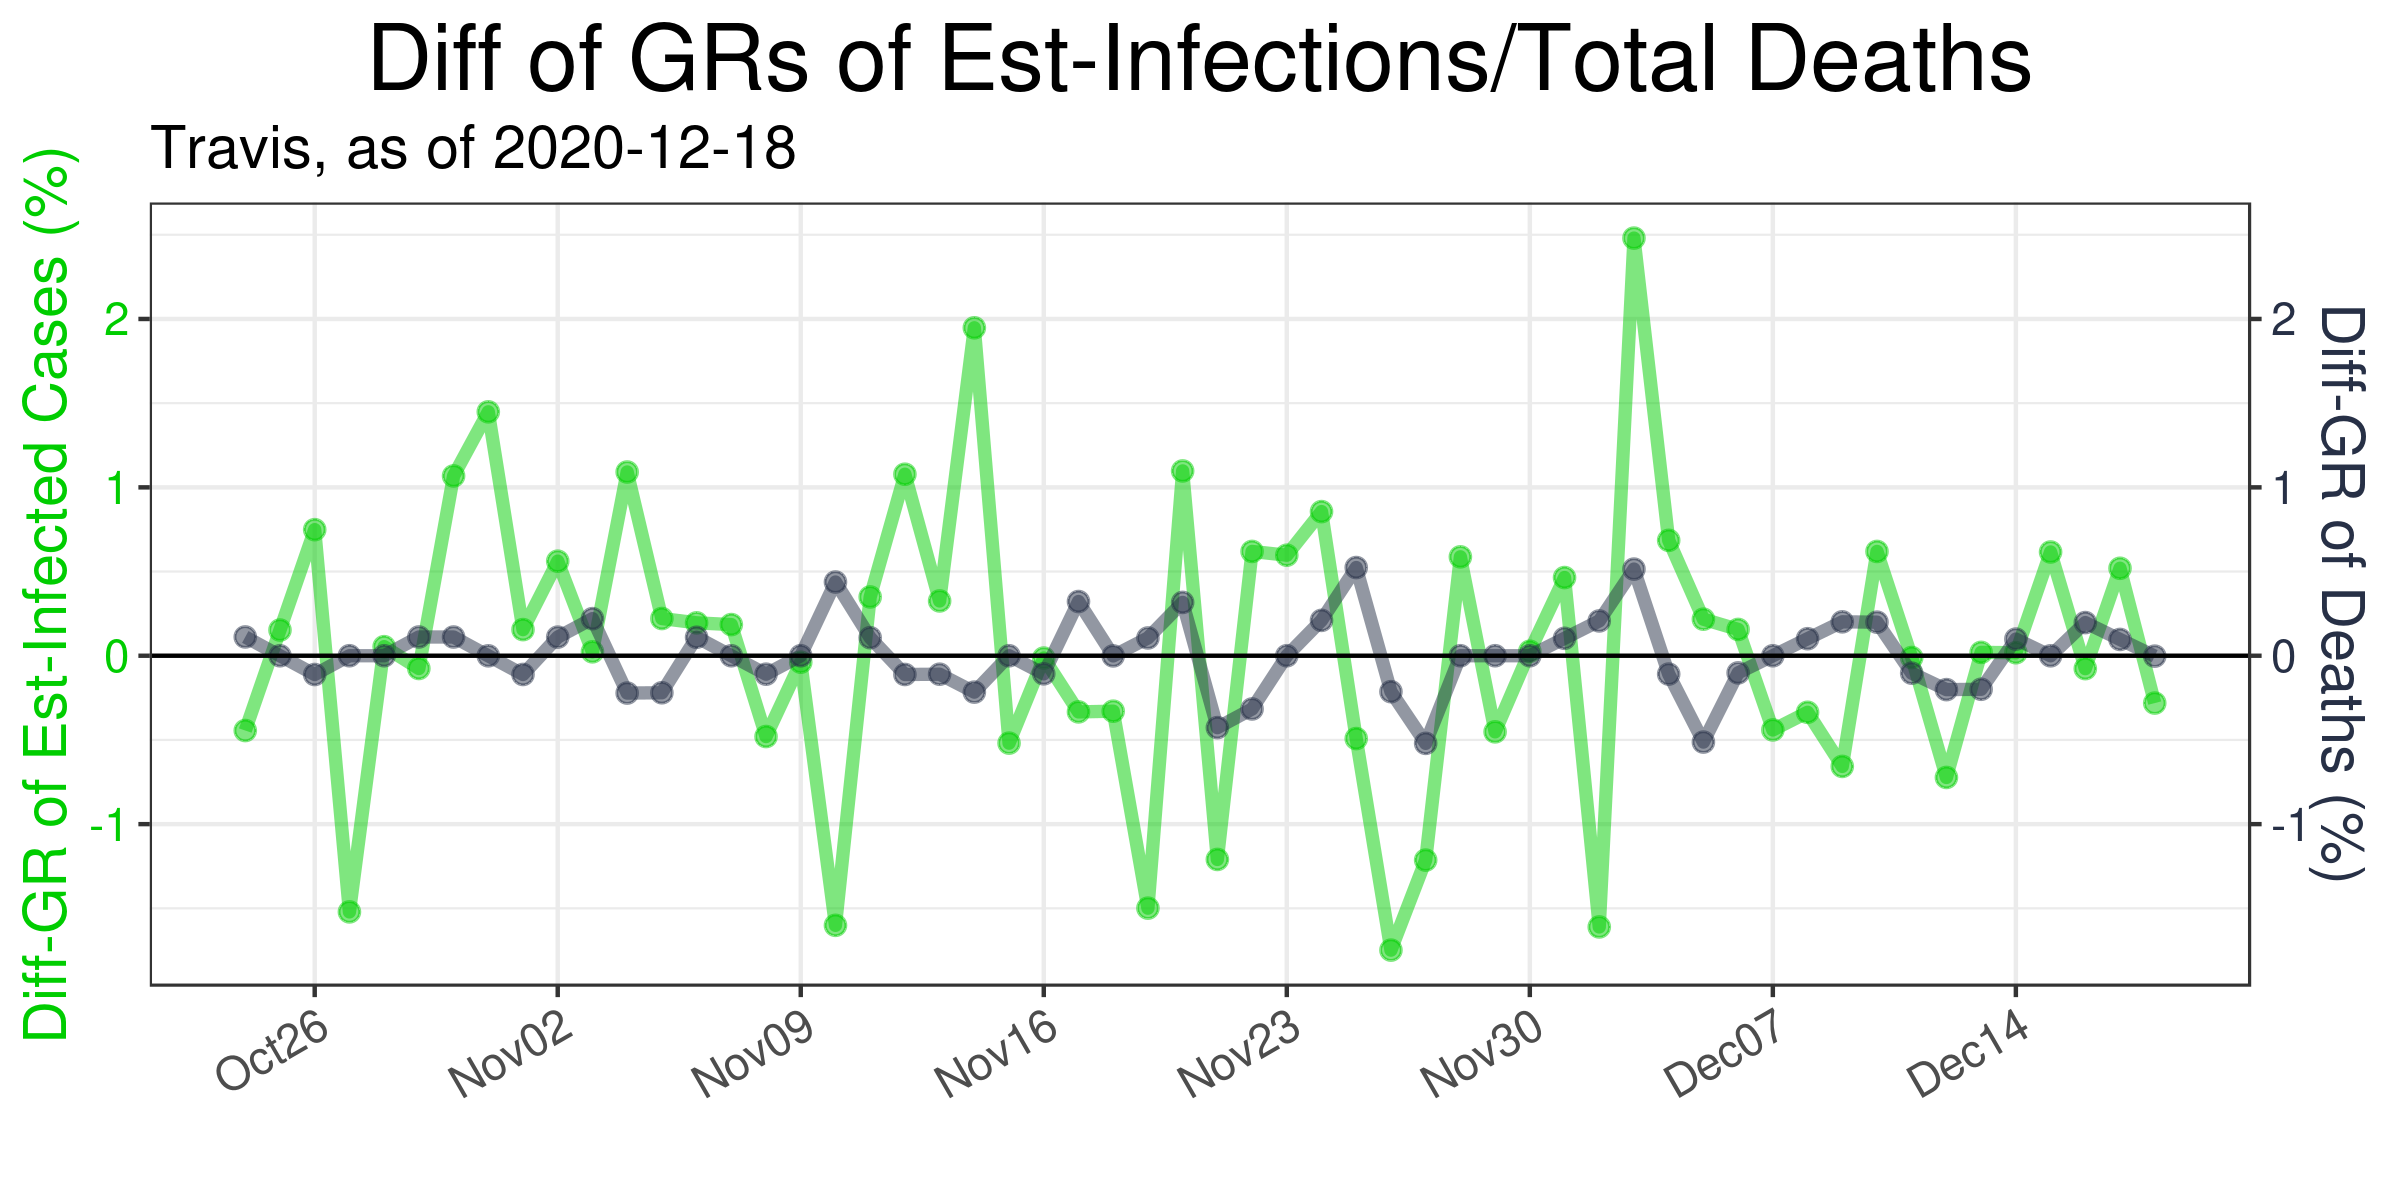 Diff of GRs of Est-Infections/Total Deaths
Travis, as of 2020-12-18
Diff-GR of Est-Infected Cases (%)
2
1
0
-1
2
1
0
-1
Diff-GR of Deaths (%)
Oct26
Nov02
Nov09
Nov16
Nov23
Nov30
Dec07
Dec14